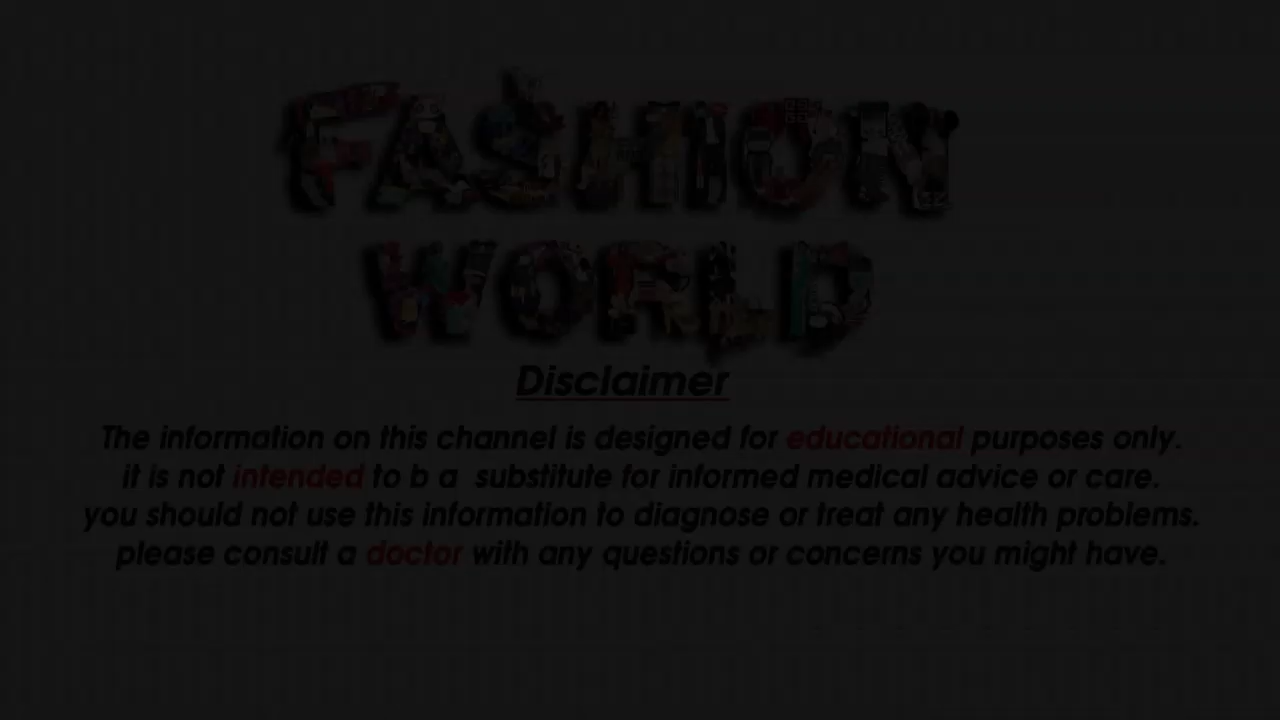 FASHION
WORLD
Disclaimer
The information on this channel is designed for educational purposes only.
it is not intended to b a substitute for informed medical advice or care.
you should not use this information to diagnose or treat any health problems.
please consult a doctor with any questions or concerns you might have.